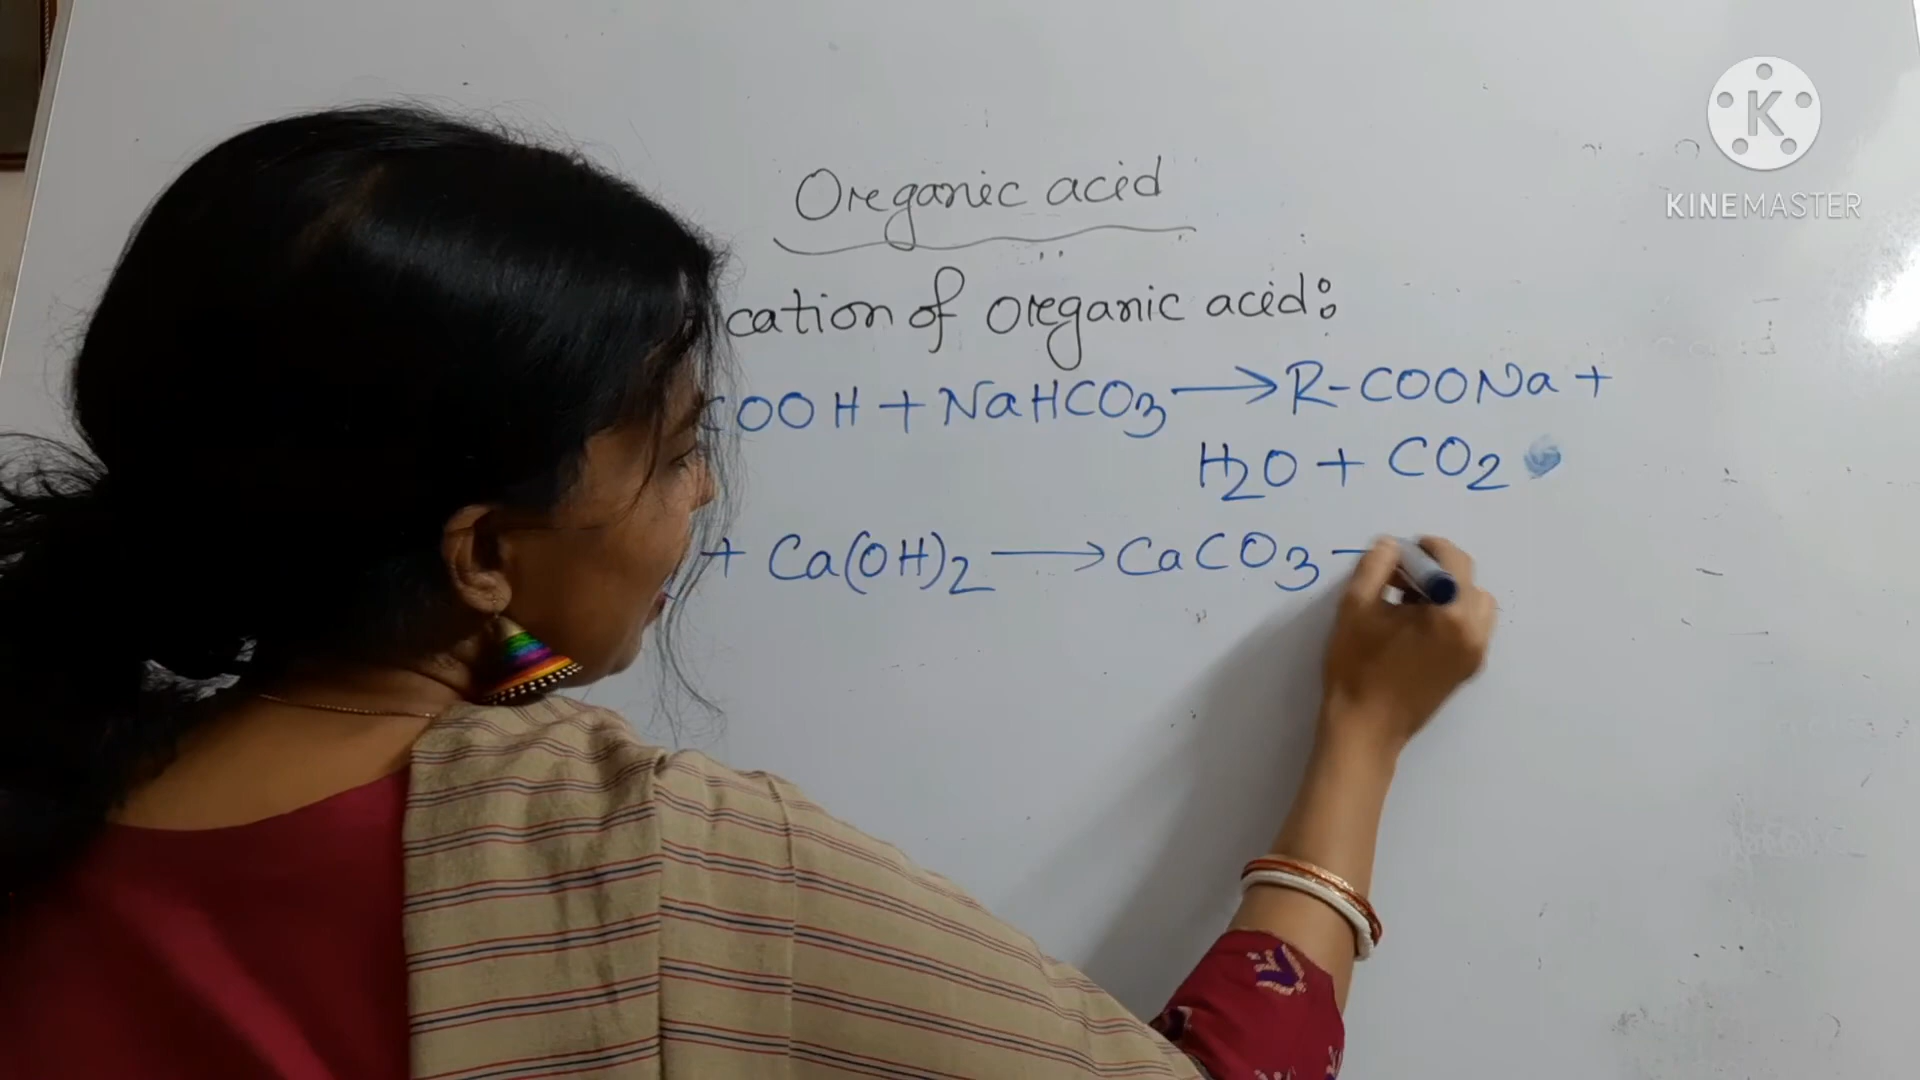 Oreganic acid
cation of oreganic acid:
COOH + NaHCO3 → R-COONa +
H2O + CO2
+ Ca(OH)2 → CaCO3
K
KINEMASTER